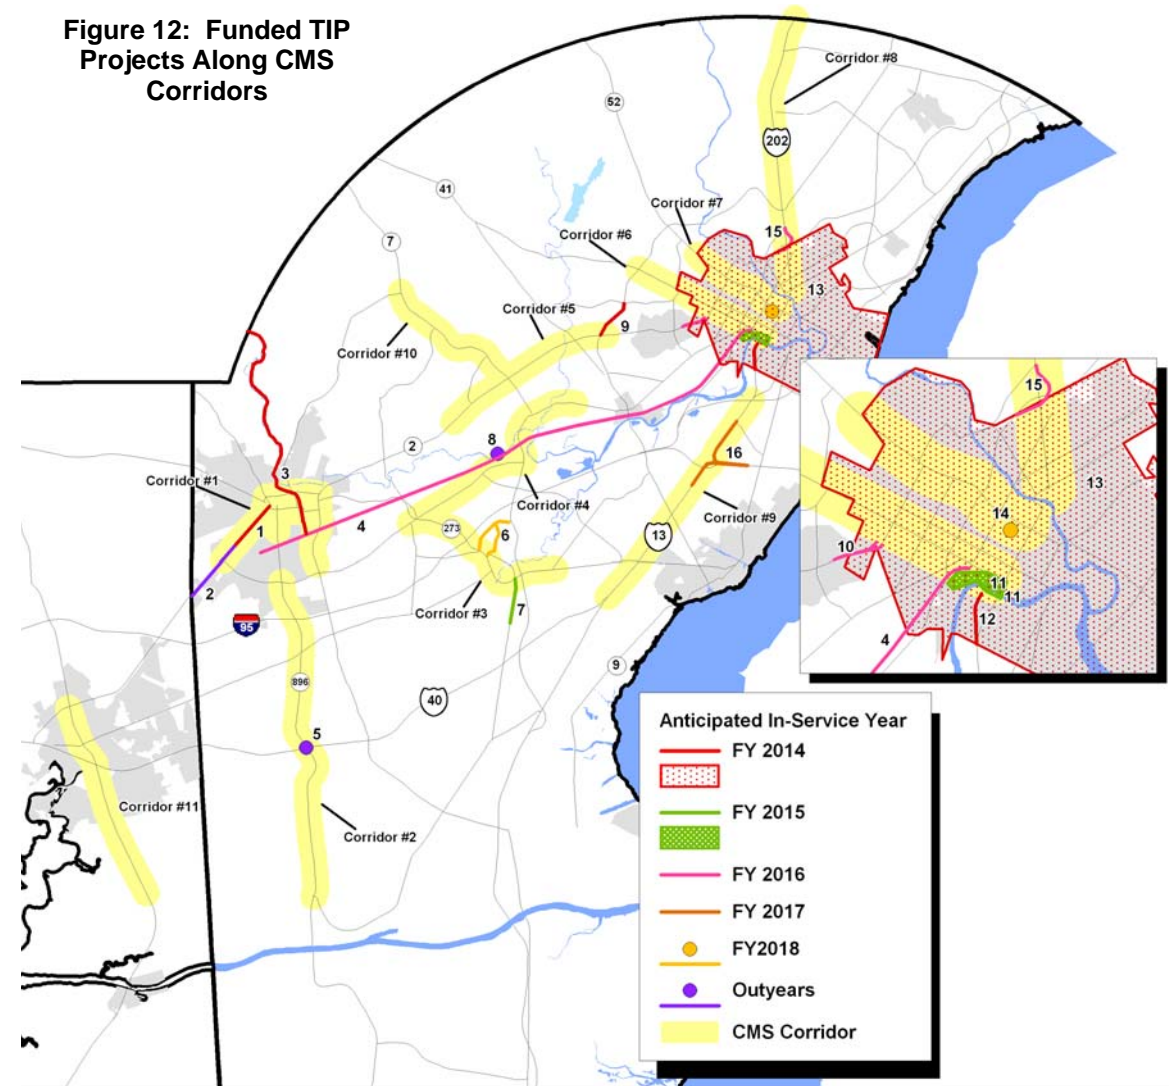 Figure 12: Funded TIP
Projects Along CMS
Corridors
Corridor #8
52
202
41
Corridor #7
15
Corridor #6
7
13
Corridor #5
9
Corridor #10
15
2
8
16
13
3
Corridor #1
14
Corridor #4
Corridor #9
1
4
273
6
13
10
11
11
2
Corridor #3
7
12
95
4
9
896
40
Anticipated In-Service Year
5
FY 2014
Corridor #11
FY 2015
Corridor #2
FY 2016
FY 2017
FY2018
Outyears
CMS Corridor